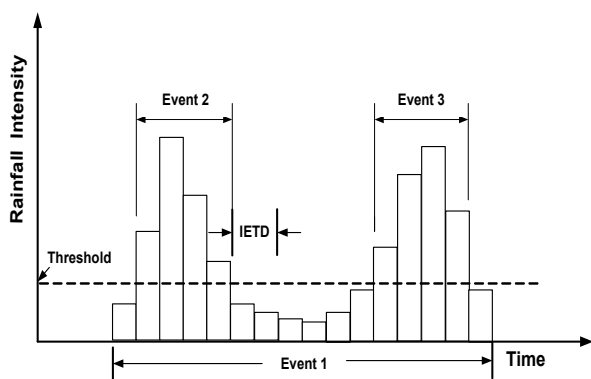 Event 2
Event 3
Rainfall Intensity
IETD
Threshold
Event 1
Time